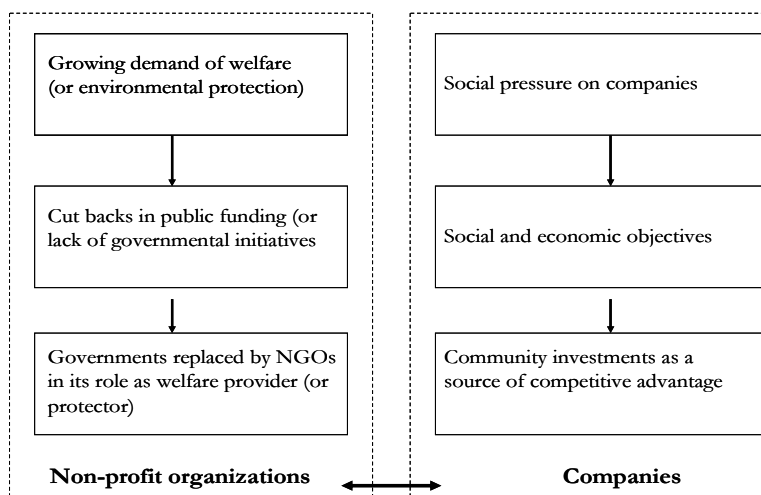 Growing demand of welfare
(or environmental protection)
Cut backs in public funding (or
lack of governmental initiatives
Governments replaced by NGOs
in its role as welfare provider (or
protector)
Non-profit organizations
Social pressure on companies
Social and economic objectives
Community investments as a
source of competitive advantage
Companies